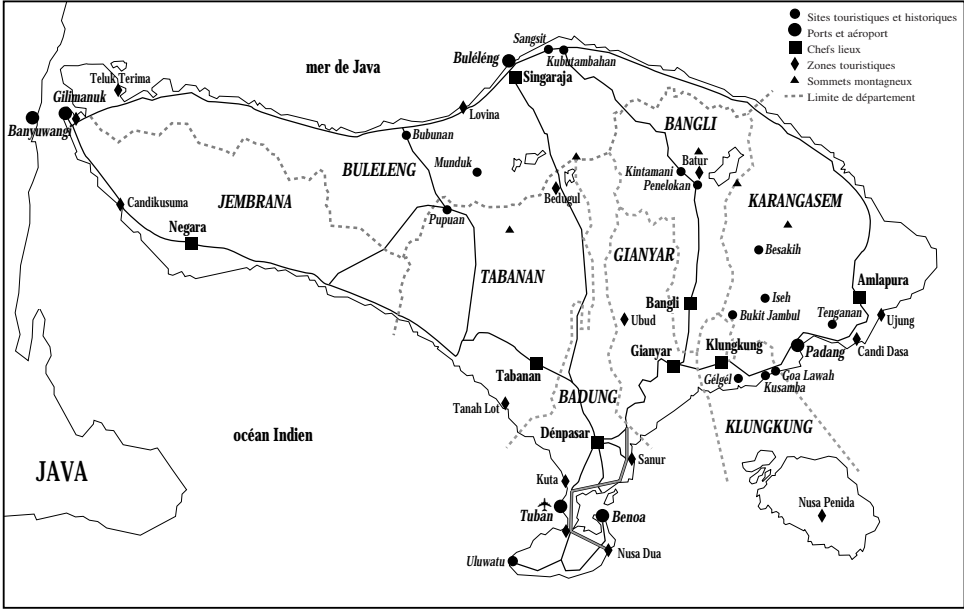 Sites touristiques et historiques
Ports et aéroport
Chefs lieux
Zones touristiques
Sommets montagneux
Limite de département
Sangsit
Buléléng
Kubutambahan
mer de Java
Singaraja
Teluk Terima
Gilimanuk
Banyuwangi
Lovina
BANGLI
Bubunan
Munduk
BULELENG
Batur
Kintamani
Penelokan
Bedugul
KARANGASEM
JEMBRANA
Candikusuma
Pupuan
Negara
Besakih
GIANYAR
TABANAN
Amlapura
Iseh
Bangli
Bukit Jambul
Tenganan
Ubud
Ujung
Gianyar
Klungkung
Padang
Candi Dasa
Tabanan
Gélgél
Goa Lawah
Kusamba
BADUNG
Tanah Lot
KLUNGKUNG
océan Indien
Dénpasar
Sanur
JAVA
Kuta
Nusa Penida
Tuban
Benoa
Nusa Dua
Uluwatu